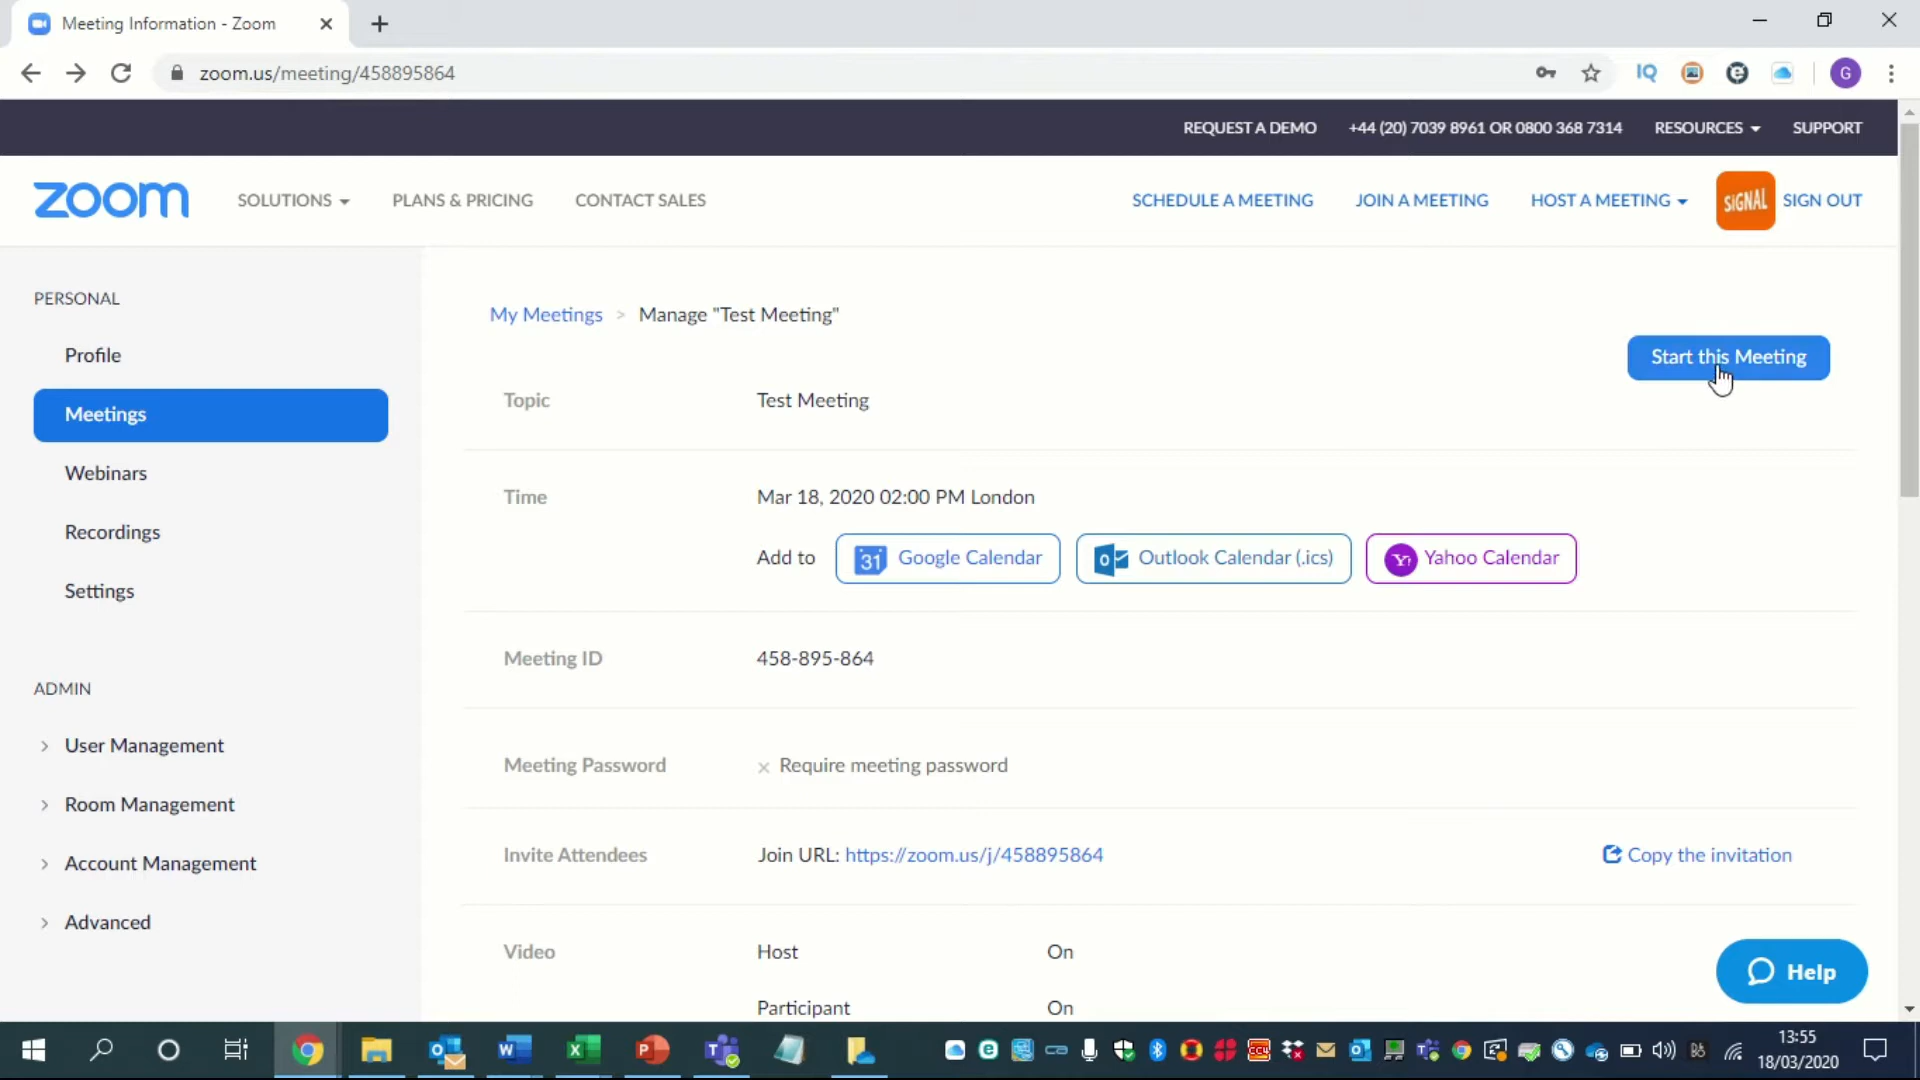 Meeting Information - Zoom
zoom.us/meeting/458895864
IQ
G
REQUEST A DEMO
+44 (20) 7039 8961 OR 0800 368 7314
RESOURCES
SUPPORT
zoom
SOLUTIONS
PLANS & PRICING
CONTACT SALES
SCHEDULE A MEETING
JOIN A MEETING
HOST A MEETING
SiGNAL
SIGN OUT
PERSONAL
Profile
Meetings
Webinars
Recordings
Settings
ADMIN
User Management
Room Management
Account Management
Advanced
My Meetings > Manage "Test Meeting"
Start this Meeting
Topic
Test Meeting
Time
Mar 18, 2020 02:00 PM London
Add to
31 Google Calendar
Outlook Calendar (.ics)
Yahoo Calendar
Meeting ID
458-895-864
Meeting Password
× Require meeting password
Invite Attendees
Join URL: https://zoom.us/j/458895864
Copy the invitation
Video
Host
On
Participant
On
Help
13:55
18/03/2020